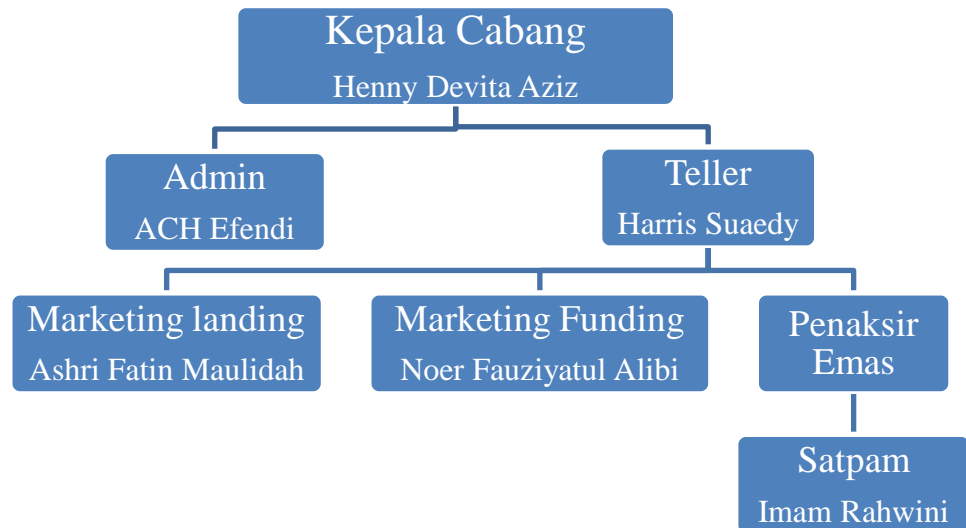 Kepala Cabang
Henny Devita Aziz
Admin
ACH Efendi
Teller
Harris Suaedy
Marketing landing
Ashri Fatin Maulidah
Marketing Funding
Noer Fauziyatul Alibi
Penaksir
Emas
Satpam
Imam Rahwini